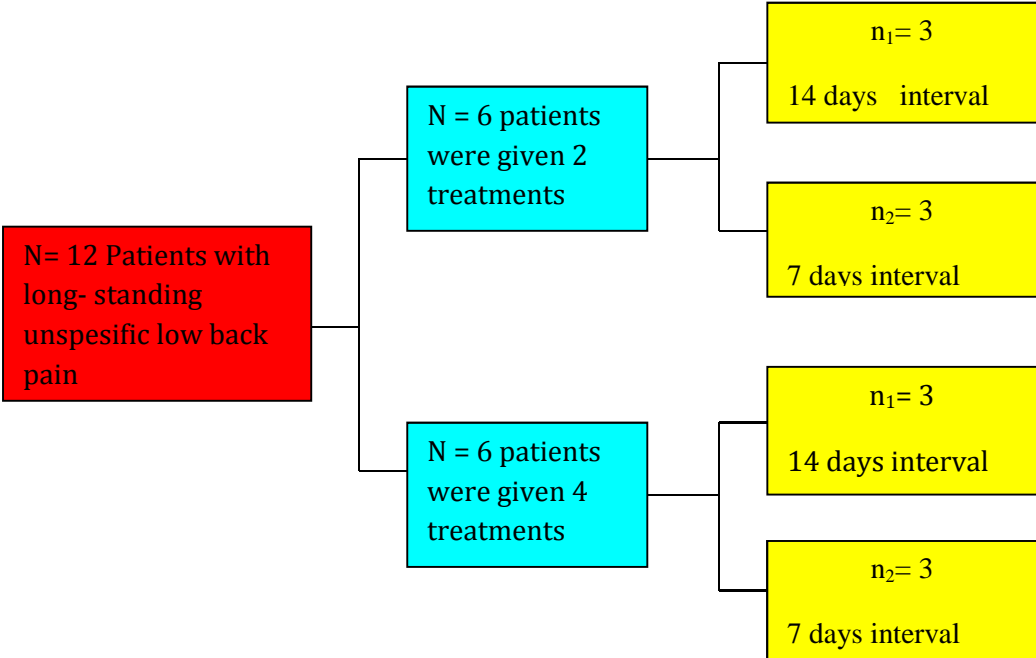 N= 12 Patients with
long- standing
unspesific low back
pain
N = 6 patients
were given 2
treatments
n₁= 3
14 days interval
n₂= 3
7 days interval
N = 6 patients
were given 4
treatments
n₁= 3
14 days interval
n₂= 3
7 days interval